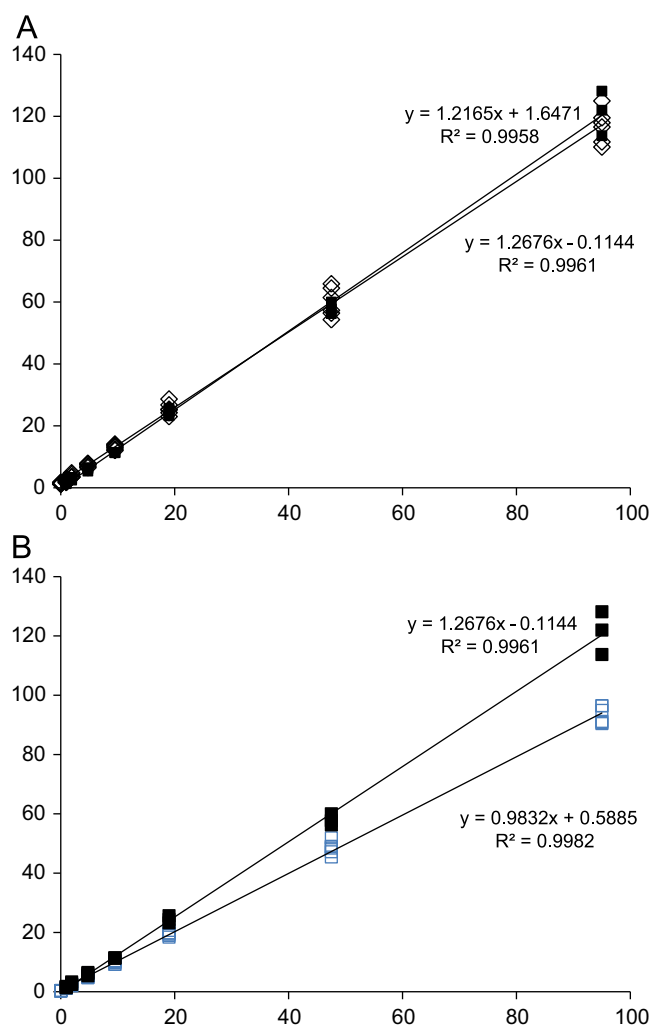 A
140
y = 1.2165x + 1.6471
R² = 0.9958
120
100
y = 1.2676x - 0.1144
R² = 0.9961
80
60
40
20
0
0 20 40 60 80 100
B
140
y = 1.2676x - 0.1144
R² = 0.9961
120
100
80
y = 0.9832x + 0.5885
R² = 0.9982
60
40
20
0
0 20 40 60 80 100